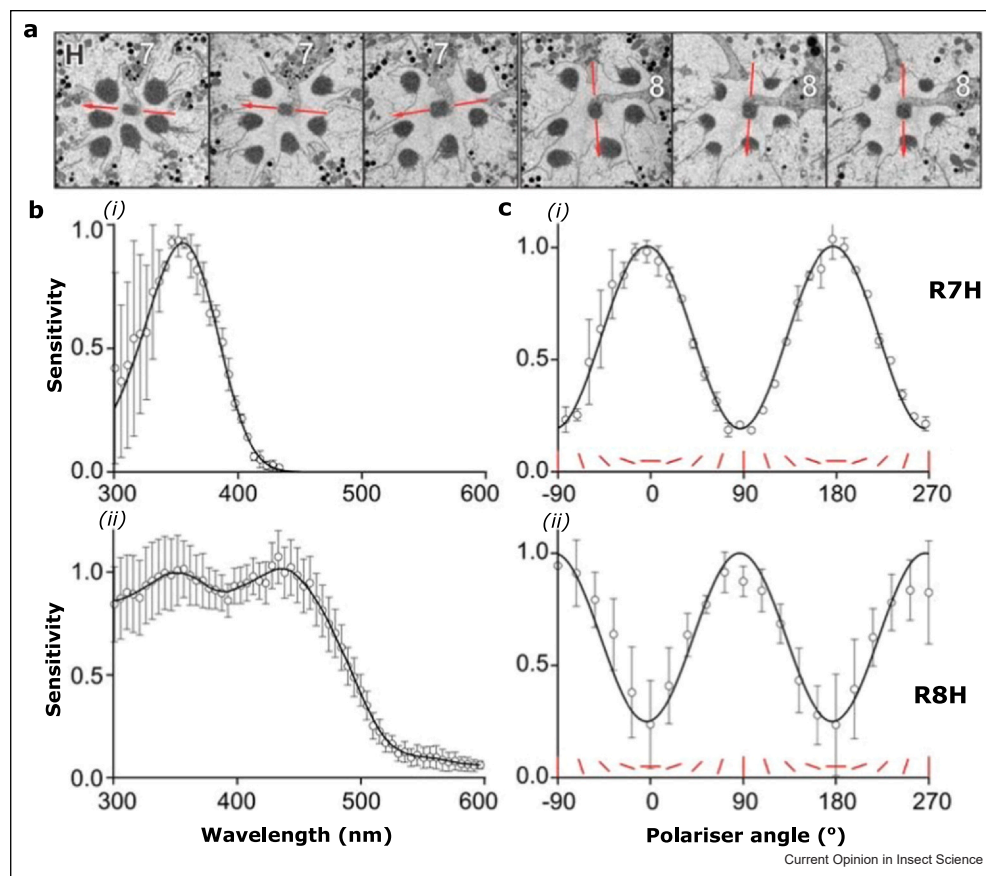 a
H 7 7 7 8 8 8
b (i) c (i)
1.0 1.0
R7H
Sensitivity
0.5 0.5
0.0 0.0
300 400 500 600 -90 0 90 180 270
(ii) (ii)
1.0 1.0
Sensitivity
0.5 0.5
R8H
0.0 0.0
300 400 500 600 -90 0 90 180 270
Wavelength (nm) Polariser angle (°)
Current Opinion in Insect Science